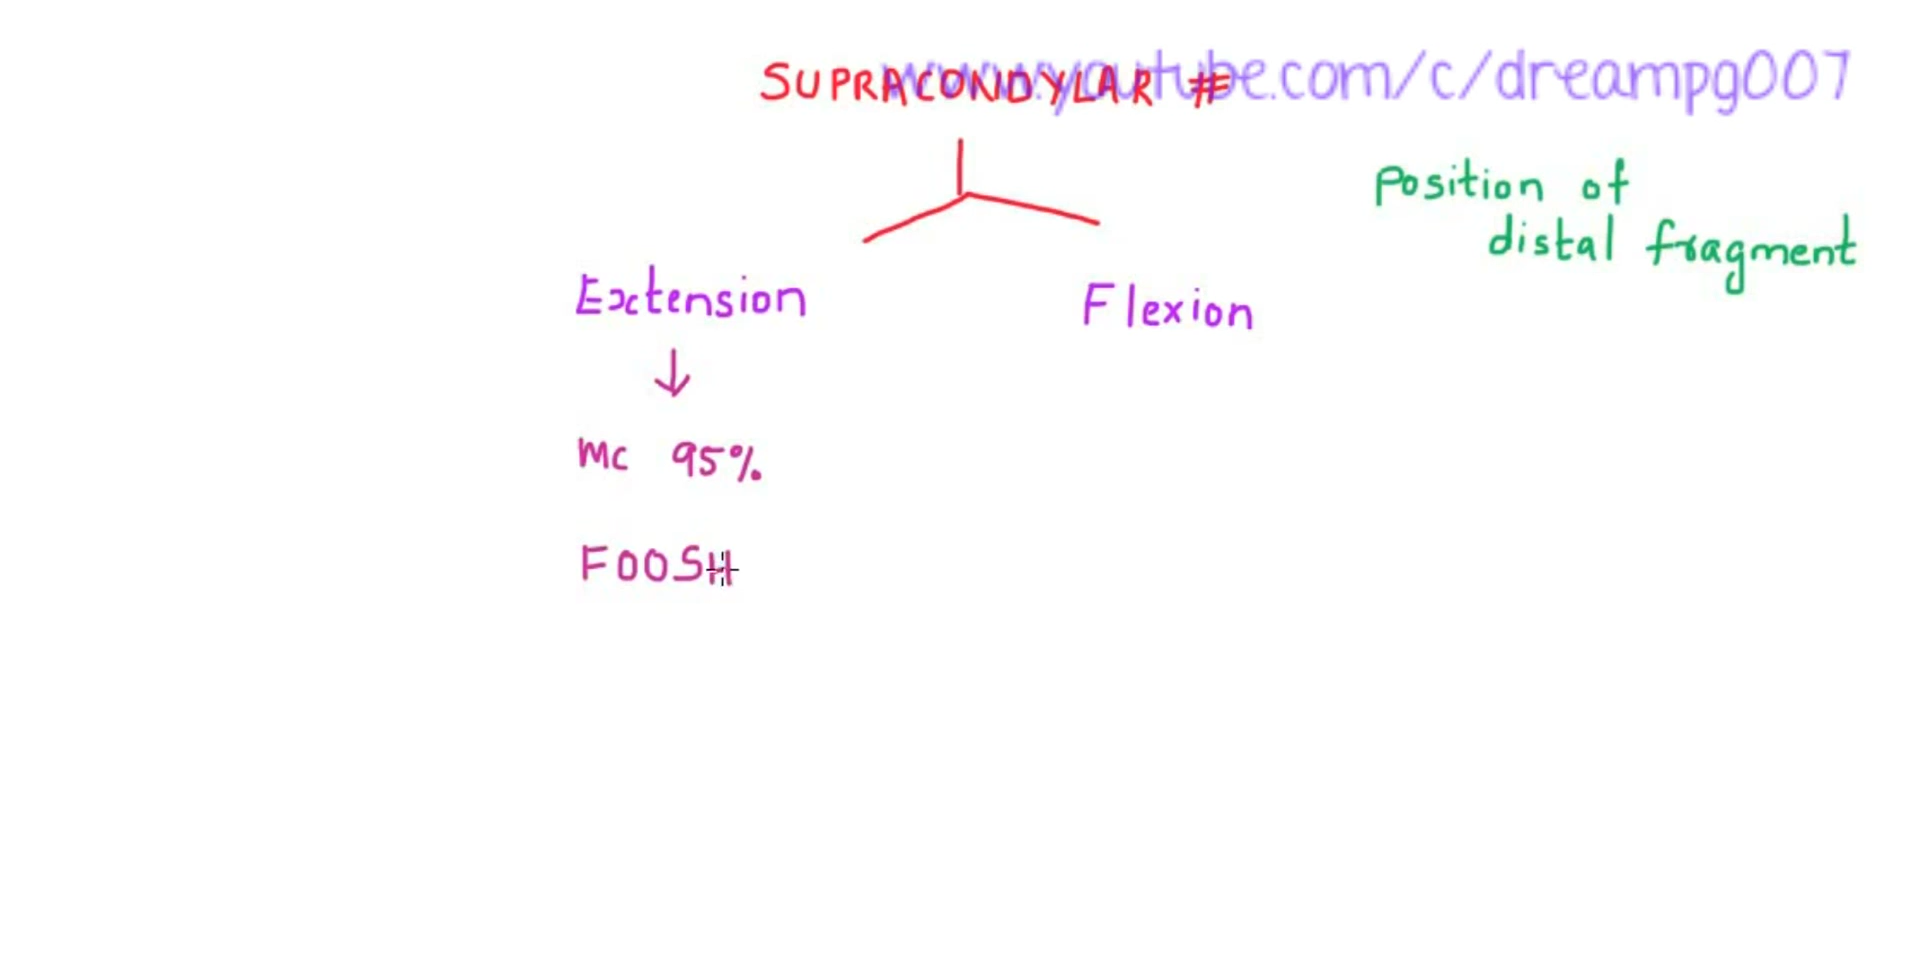 SUPRACONDYLAR #
www.youtube.com/c/dreampg007
Position of
distal fragment
Extension
Flexion
↓
Mc 95%
FOOSH